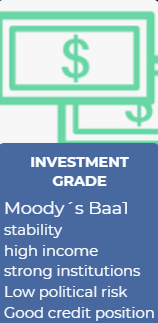 $
$
INVESTMENT
GRADE
Moody´s Baa1
stability
high income
strong institutions
Low political risk
Good credit position